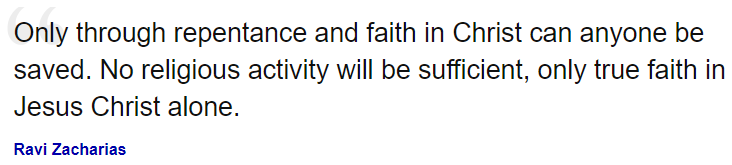 Only through repentance and faith in Christ can anyone be
saved. No religious activity will be sufficient, only true faith in
Jesus Christ alone.
Ravi Zacharias